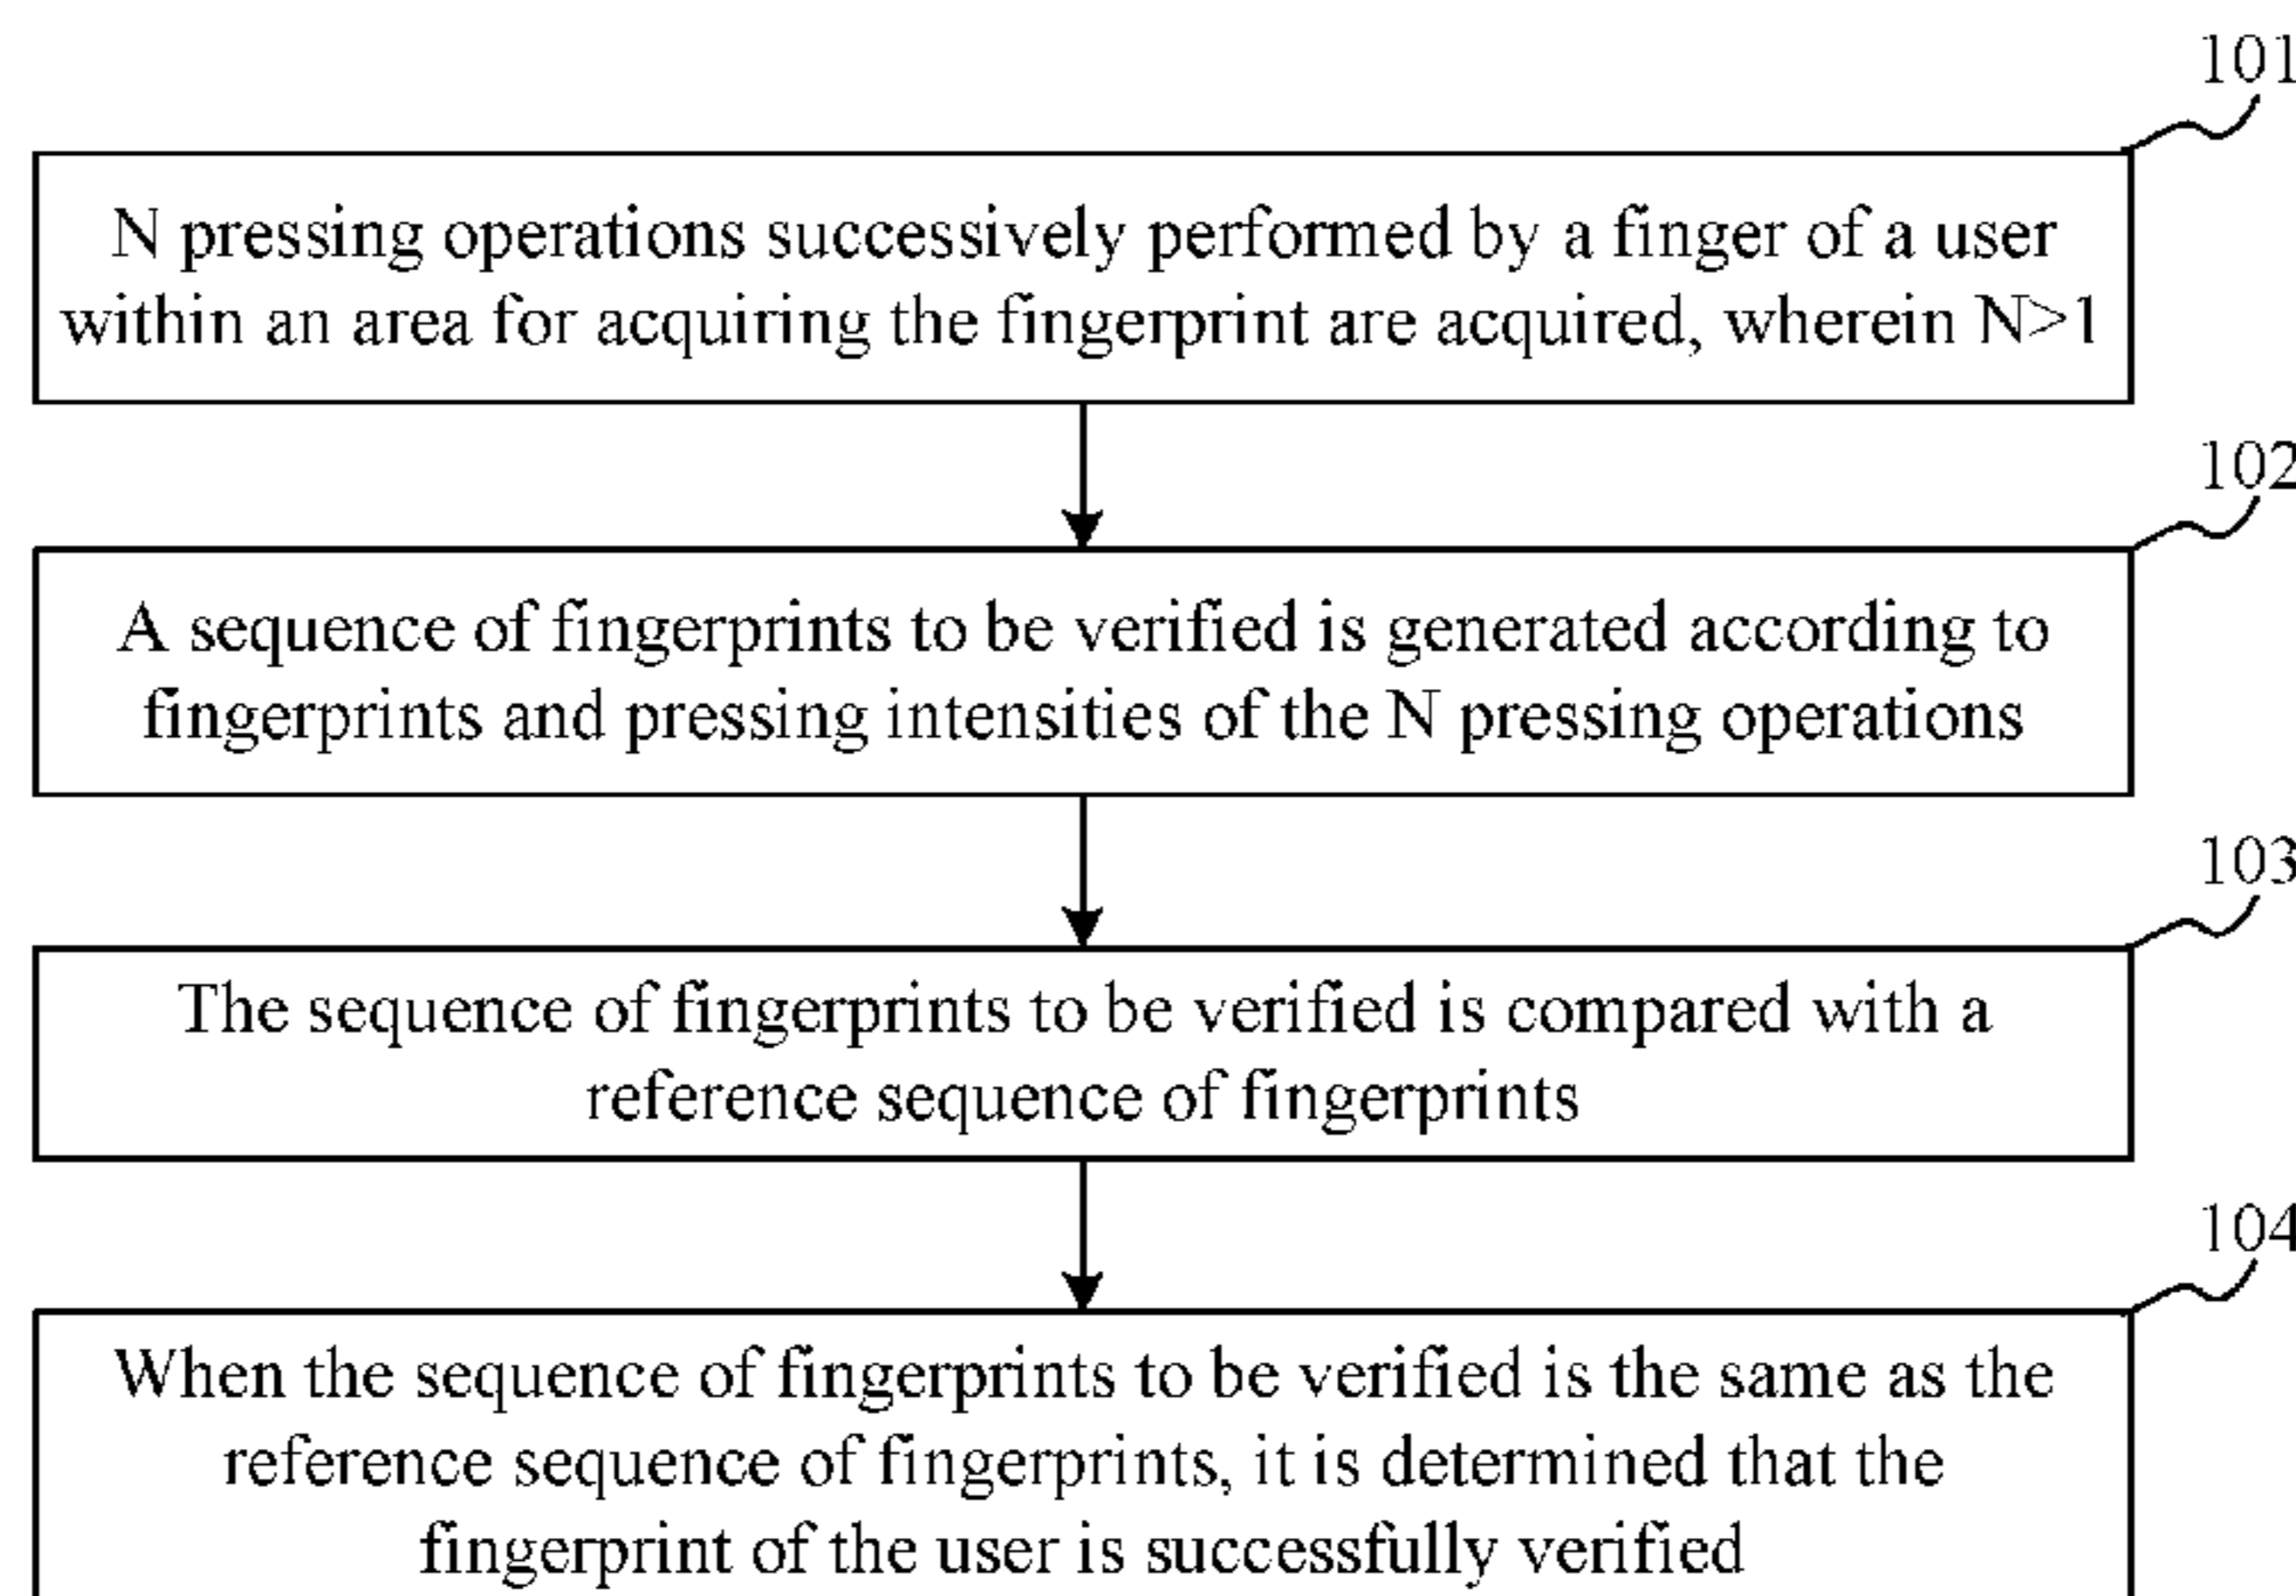 101
N pressing operations successively performed by a finger of a user
within an area for acquiring the fingerprint are acquired, wherein N>1
102
A sequence of fingerprints to be verified is generated according to
fingerprints and pressing intensities of the N pressing operations
103
The sequence of fingerprints to be verified is compared with a
reference sequence of fingerprints
104
When the sequence of fingerprints to be verified is the same as the
reference sequence of fingerprints, it is determined that the
fingerprint of the user is successfully verified